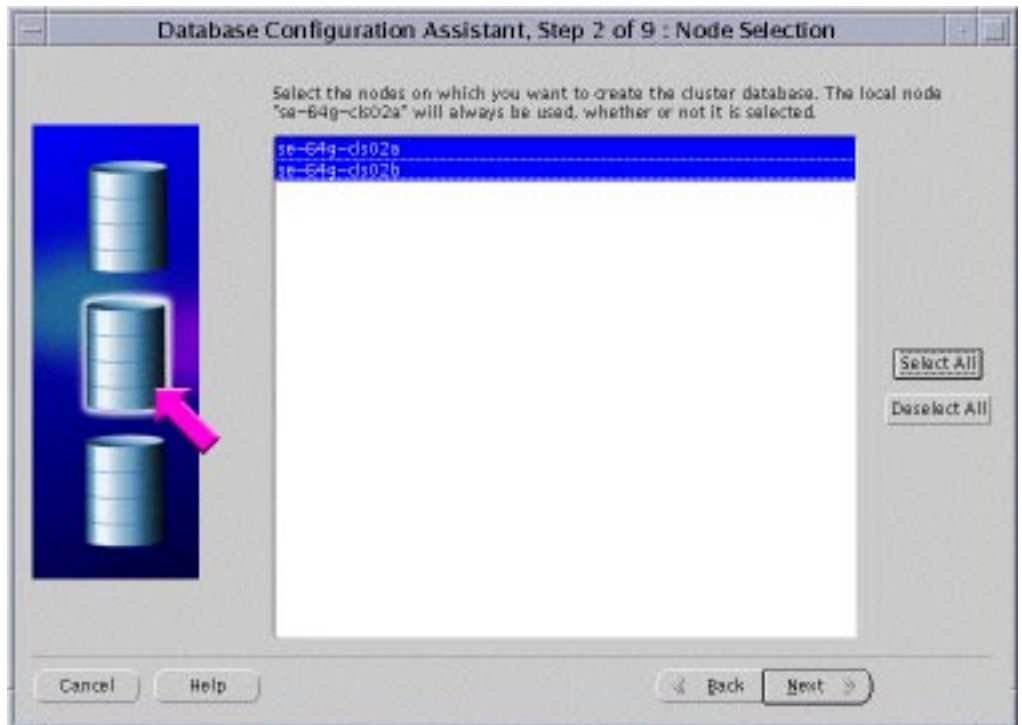 Database Configuration Assistant, Step 2 of 9 : Node Selection
Select the nodes on which you want to create the cluster database. The local node
"se-64g-cls02a" will always be used, whether or not it is selected.
se-64g-cls02a
se-64g-cls02b
Select All
Deselect All
Cancel
Help
Back
Next